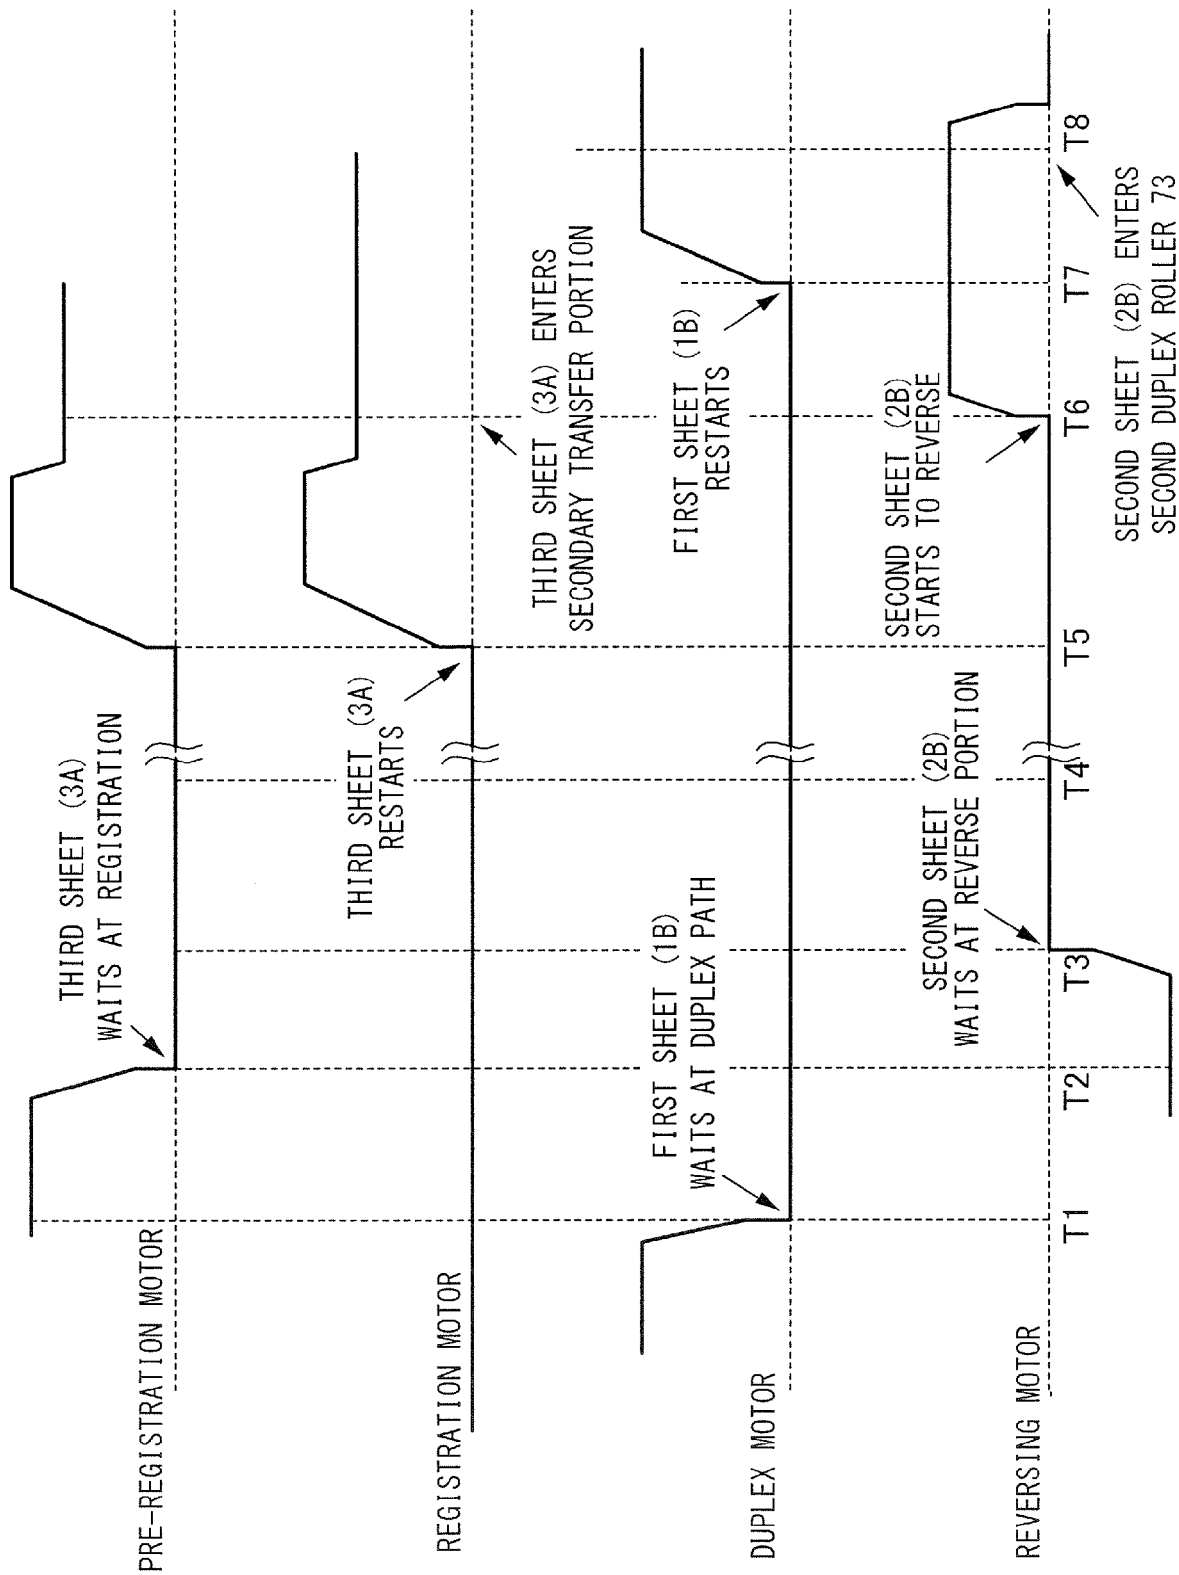 PRE-REGISTRATION MOTOR
THIRD SHEET (3A)
WAITS AT REGISTRATION
REGISTRATION MOTOR
THIRD SHEET (3A)
RESTARTS
THIRD SHEET (3A) ENTERS
SECONDARY TRANSFER PORTION
DUPLEX MOTOR
FIRST SHEET (1B)
WAITS AT DUPLEX PATH
FIRST SHEET (1B)
RESTARTS
REVERSING MOTOR
SECOND SHEET (2B)
WAITS AT REVERSE PORTION
SECOND SHEET (2B)
STARTS TO REVERSE
T1 T2 T3 T4 T5 T6 T7 T8
SECOND SHEET (2B) ENTERS
SECOND DUPLEX ROLLER 73